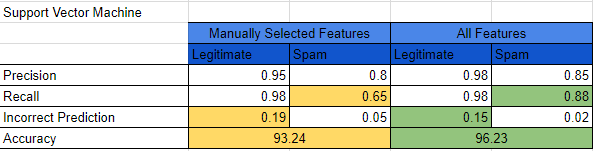 Support Vector Machine
Manually Selected Features All Features
Legitimate Spam Legitimate Spam
Precision 0.95 0.8 0.98 0.85
Recall 0.98 0.65 0.98 0.88
Incorrect Prediction 0.19 0.05 0.15 0.02
Accuracy 93.24 96.23